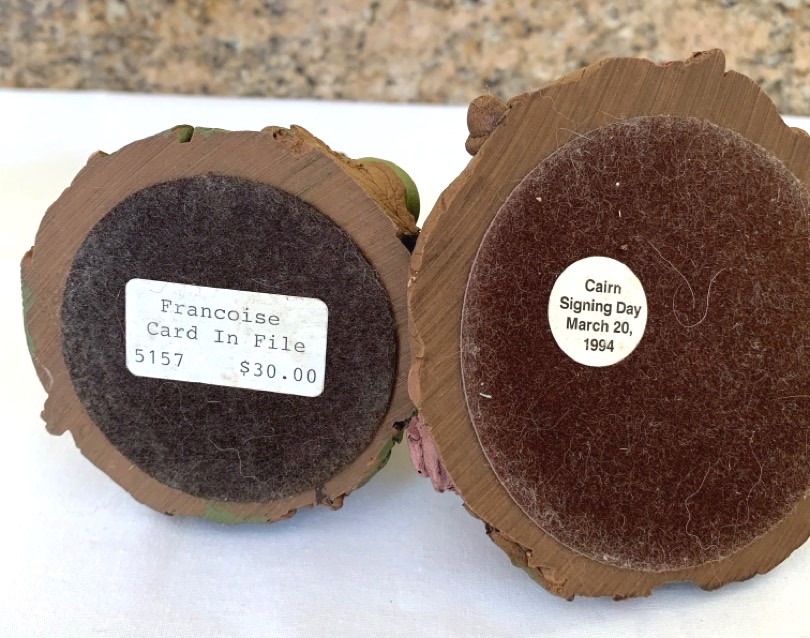 Francoise
Card In File
5157 $30.00
Cairn
Signing Day
March 20,
1994